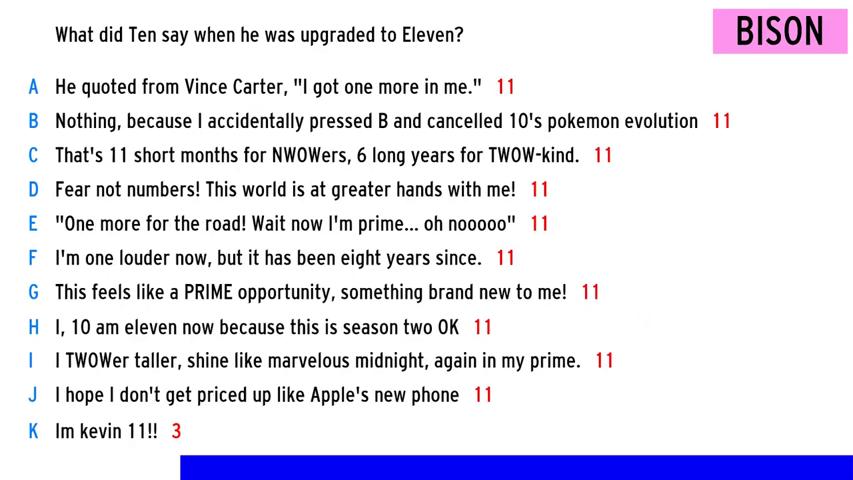 What did Ten say when he was upgraded to Eleven?
BISON
A He quoted from Vince Carter, "I got one more in me." 11
B Nothing, because I accidentally pressed B and cancelled 10's pokemon evolution 11
C That's 11 short months for NWOWers, 6 long years for TWOW-kind. 11
D Fear not numbers! This world is at greater hands with me! 11
E "One more for the road! Wait now I'm prime... oh nooooo" 11
F I'm one louder now, but it has been eight years since. 11
G This feels like a PRIME opportunity, something brand new to me! 11
H I, 10 am eleven now because this is season two OK 11
I I TWOWer taller, shine like marvelous midnight, again in my prime. 11
J I hope I don't get priced up like Apple's new phone 11
K Im kevin 11!! 3